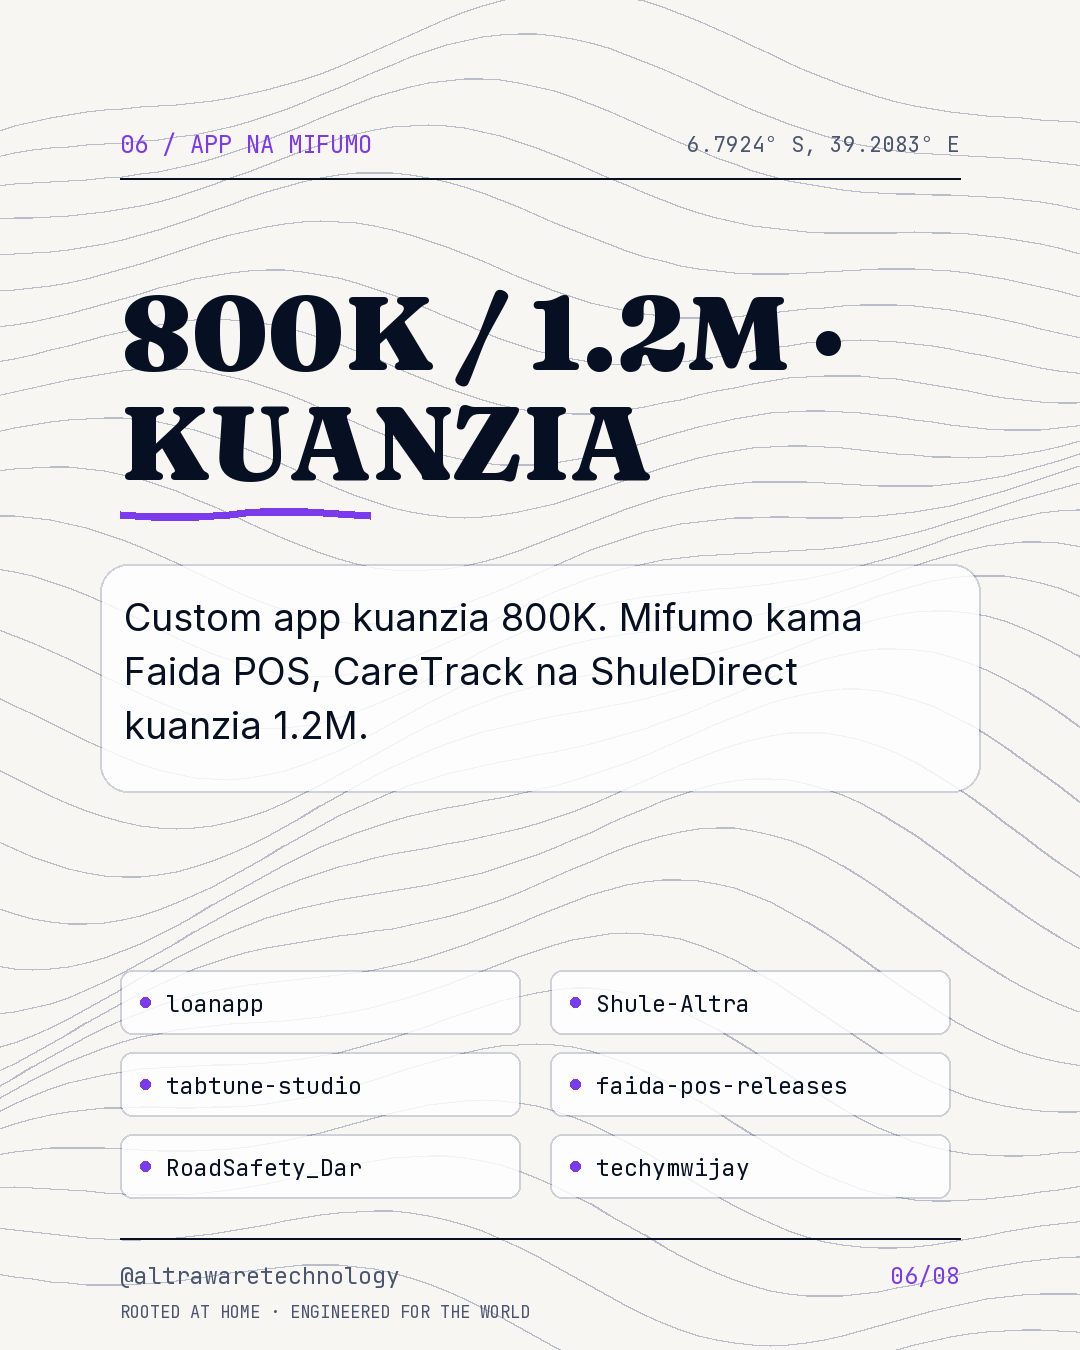 06 / APP NA MIFUMO
6.7924° S, 39.2083° E
800K / 1.2M •
KUANZIA
Custom app kuanzia 800K. Mifumo kama
Faida POS, CareTrack na ShuleDirect
kuanzia 1.2M.
loanapp
Shule-Altra
tabtune-studio
faida-pos-releases
RoadSafety_Dar
techymwijay
@altrawaretechnology
06/08
ROOTED AT HOME · ENGINEERED FOR THE WORLD